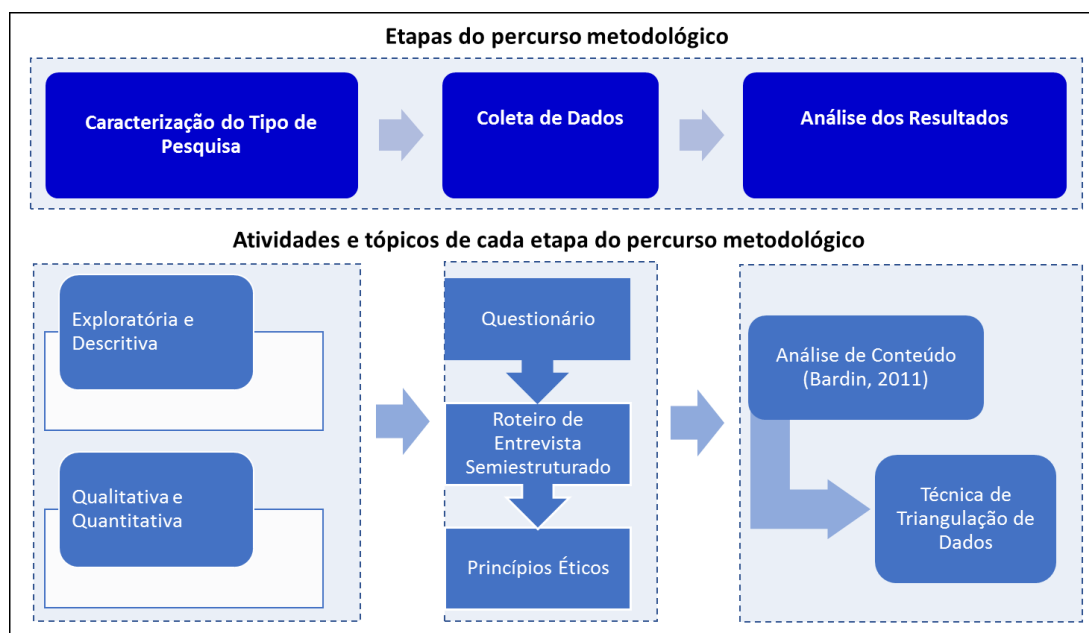 Etapas do percurso metodológico
Caracterização do Tipo de
Pesquisa
Coleta de Dados
Análise dos Resultados
Atividades e tópicos de cada etapa do percurso metodológico
Exploratória e
Descritiva
Qualitativa e
Quantitativa
Questionário
Roteiro de
Entrevista
Semiestruturado
Princípios Éticos
Análise de Conteúdo
(Bardin, 2011)
Técnica de
Triangulação de
Dados